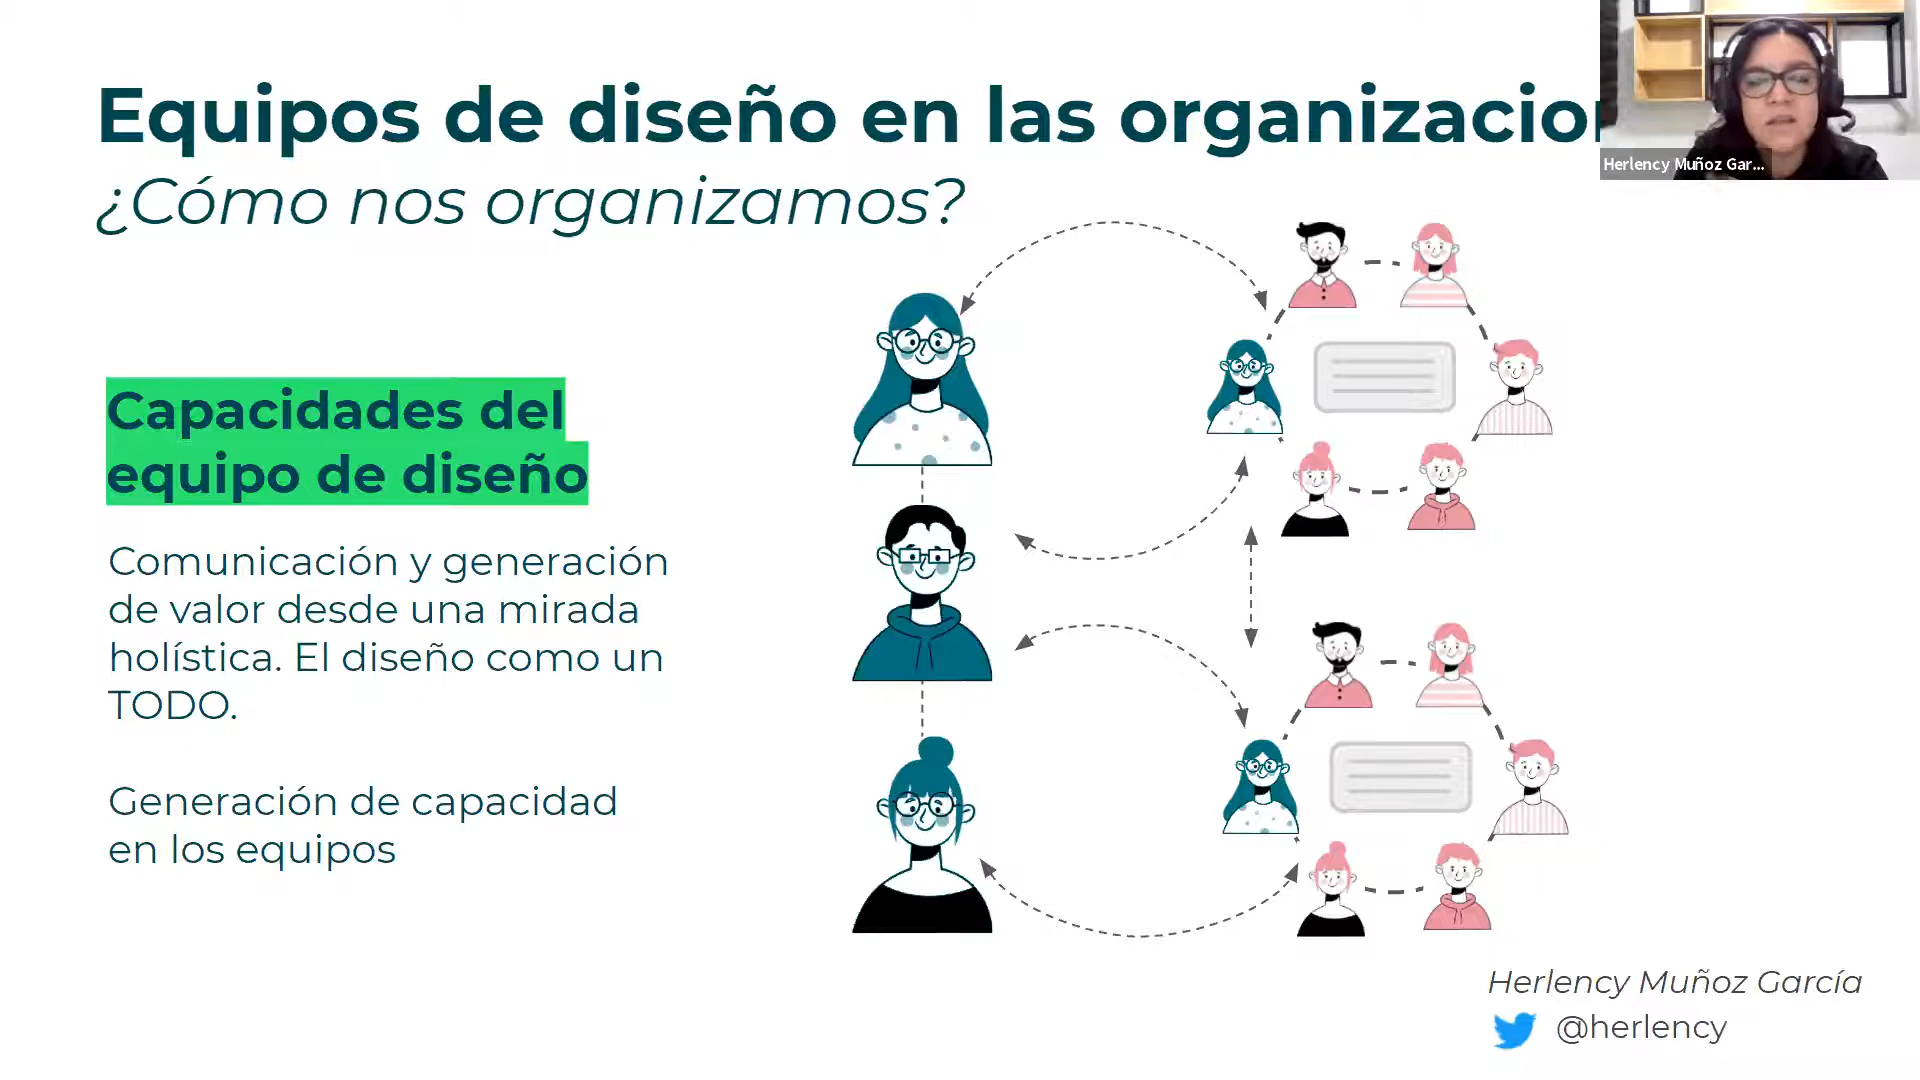 Equipos de diseño en las organizacion
¿Cómo nos organizamos?
Herlency Muñoz Gar...
Capacidades del
equipo de diseño
Comunicación y generación
de valor desde una mirada
holística. El diseño como un
TODO.
Generación de capacidad
en los equipos
Herlency Muñoz García
@herlency